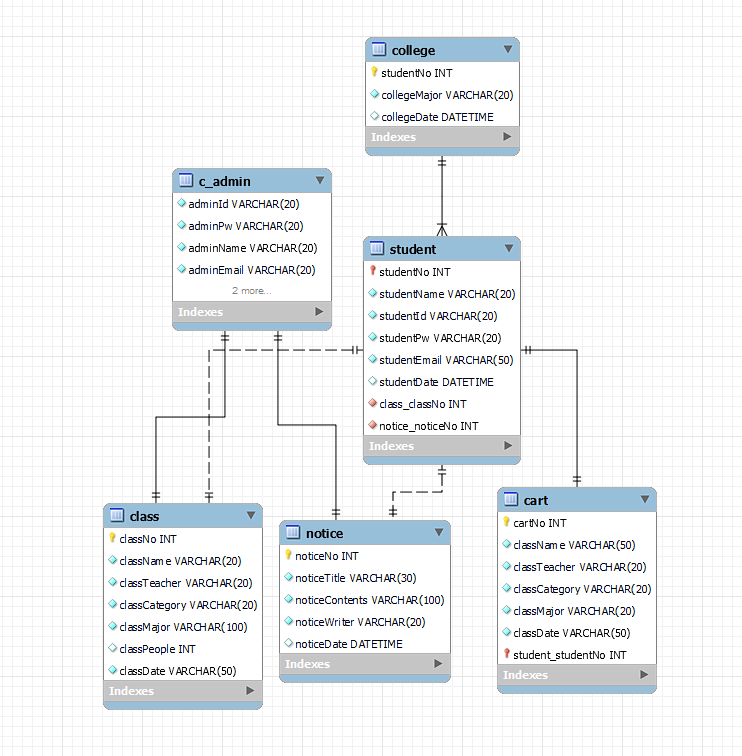 college
studentNo INT
collegeMajor VARCHAR(20)
collegeDate DATETIME
Indexes
c_admin
adminId VARCHAR(20)
adminPw VARCHAR(20)
adminName VARCHAR(20)
adminEmail VARCHAR(20)
2 more...
Indexes
student
studentNo INT
studentName VARCHAR(20)
studentId VARCHAR(20)
studentPw VARCHAR(20)
studentEmail VARCHAR(50)
studentDate DATETIME
class_classNo INT
notice_noticeNo INT
Indexes
class
classNo INT
className VARCHAR(20)
classTeacher VARCHAR(20)
classCategory VARCHAR(20)
classMajor VARCHAR(100)
classPeople INT
classDate VARCHAR(50)
Indexes
notice
noticeNo INT
noticeTitle VARCHAR(30)
noticeContents VARCHAR(100)
noticeWriter VARCHAR(20)
noticeDate DATETIME
Indexes
cart
cartNo INT
className VARCHAR(50)
classTeacher VARCHAR(20)
classCategory VARCHAR(20)
classMajor VARCHAR(20)
classDate VARCHAR(50)
student_studentNo INT
Indexes